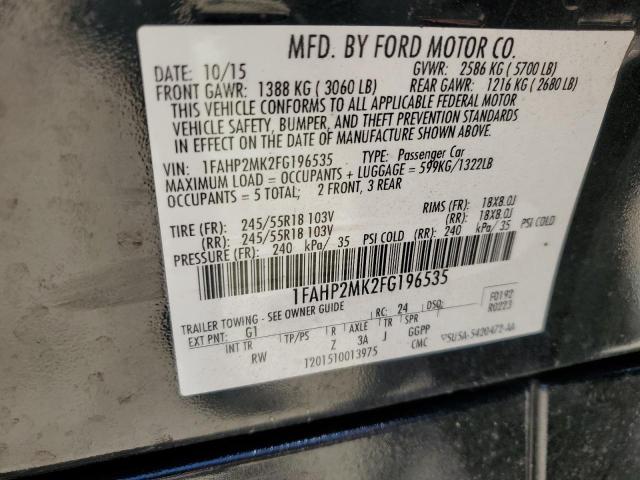 MFD. BY FORD MOTOR CO.
DATE: 10/15 GVWR: 2586 KG ( 5700 LB)
FRONT GAWR: 1388 KG ( 3060 LB) REAR GAWR: 1216 KG ( 2680 LB)
THIS VEHICLE CONFORMS TO ALL APPLICABLE FEDERAL MOTOR
VEHICLE SAFETY, BUMPER, AND THEFT PREVENTION STANDARDS
IN EFFECT ON THE DATE OF MANUFACTURE SHOWN ABOVE.
VIN: 1FAHP2MK2FG196535 TYPE: Passenger Car
MAXIMUM LOAD = OCCUPANTS + LUGGAGE = 599KG/1322LB
OCCUPANTS = 5 TOTAL; 2 FRONT, 3 REAR
TIRE (FR): 245/55R18 103V RIMS (FR): 18X8.0J
(RR): 245/55R18 103V (RR): 18X8.0J
PRESSURE (FR): 240 kPa/ 35 PSI COLD (RR): 240 kPa/ 35 PSI COLD
1FAHP2MK2FG196535
TRAILER TOWING - SEE OWNER GUIDE RC: 24 DSO: F0192
EXT PNT: G1 R0223
INT TR TP/PS R AXLE TR SPR
RW Z 3A J GGPP
1201510013975 CMC 5U5A-5420472-AA